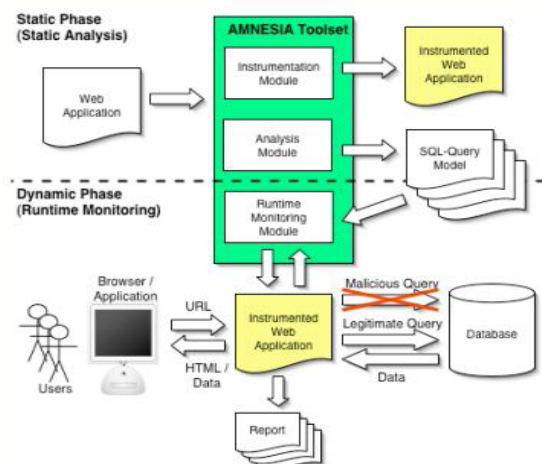 Static Phase
(Static Analysis)
AMNESIA Toolset
Web
Application
Instrumentation
Module
Instrumented
Web
Application
Analysis
Module
SQL-Query
Model
Dynamic Phase
(Runtime Monitoring)
Runtime
Monitoring
Module
Browser /
Application
URL
HTML /
Data
Users
Instrumented
Web
Application
Malicious Query
Legitimate Query
Data
Database
Report